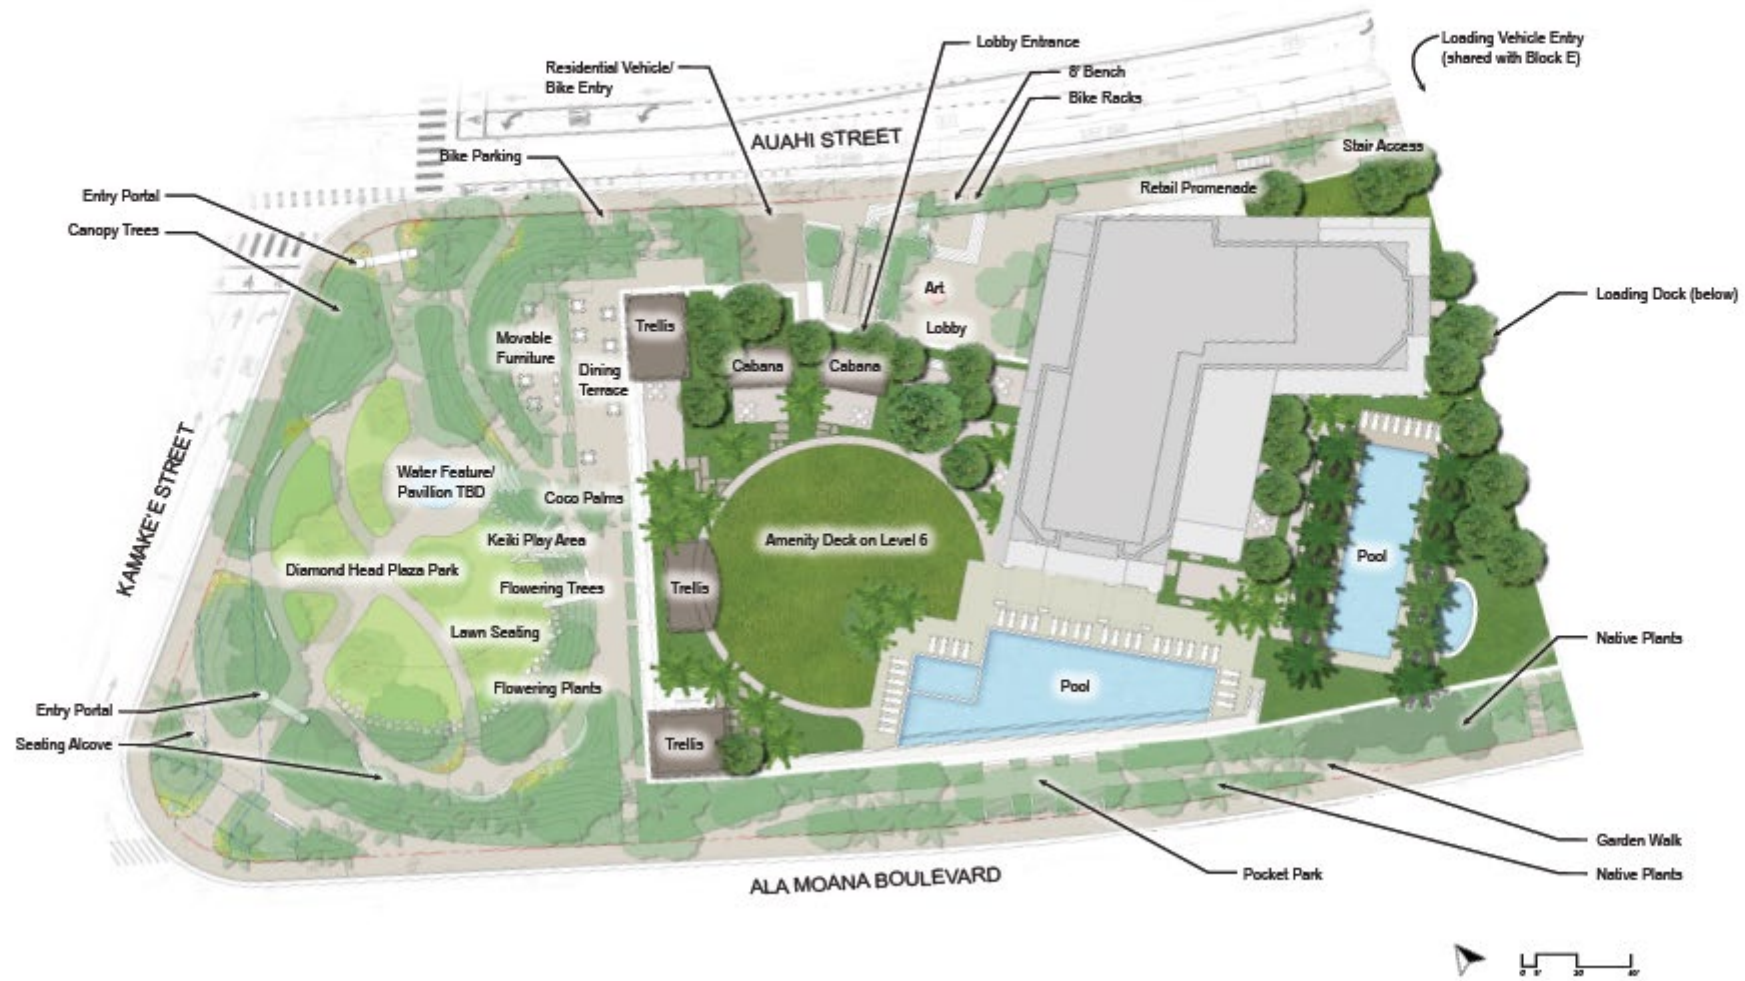 Lobby Entrance
Loading Vehicle Entry
(shared with Block E)
Residential Vehicle/
Bike Entry
8' Bench
Bike Racks
AUAHI STREET
Bike Parking
Stair Access
Entry Portal
Retail Promenade
Canopy Trees
Art
Loading Dock (below)
Trellis
Lobby
Movable
Furniture
Dining
Terrace
Cabana
Cabana
KAMAKE'E STREET
Water Feature/
Pavillion TBD
Coco Palms
Keiki Play Area
Amenity Deck on Level 6
Pool
Diamond Head Plaza Park
Flowering Trees
Trellis
Lawn Seating
Native Plants
Flowering Plants
Pool
Entry Portal
Seating Alcove
Trellis
Garden Walk
Pocket Park
Native Plants
ALA MOANA BOULEVARD